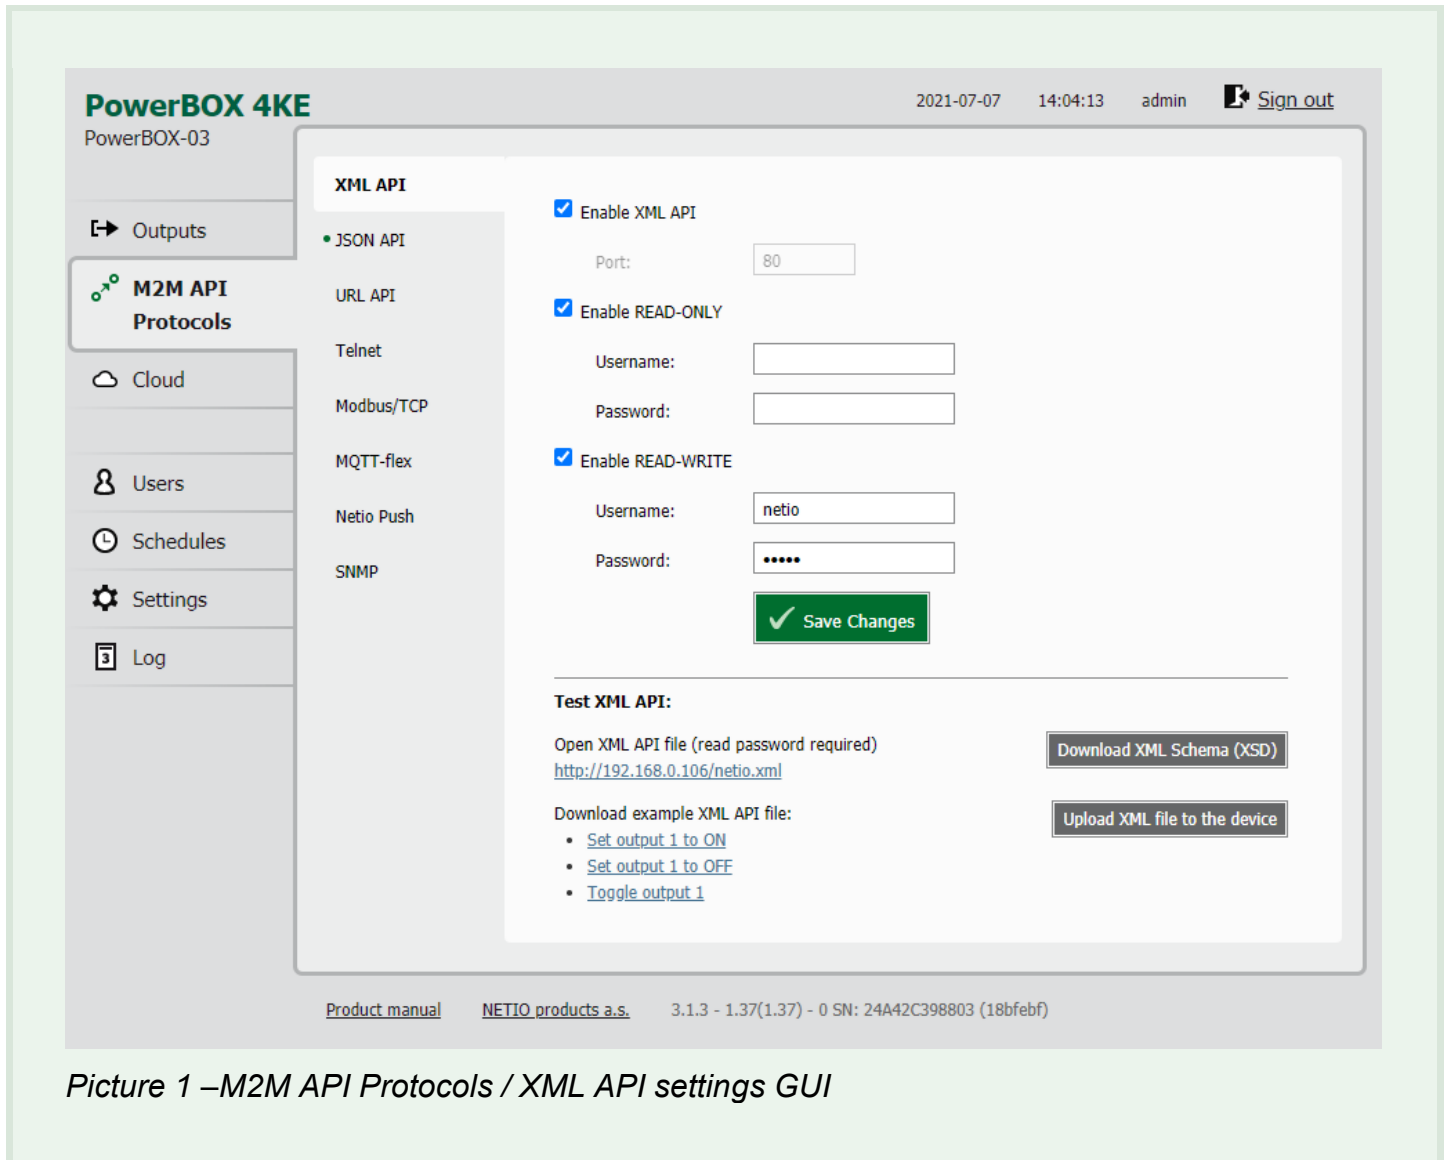 PowerBOX 4KE
PowerBOX-03
2021-07-07 14:04:13 admin Sign out
Outputs
M2M API
Protocols
Cloud
Users
Schedules
Settings
3 Log
XML API
• JSON API
URL API
Telnet
Modbus/TCP
MQTT-flex
Netio Push
SNMP
Enable XML API
Port: 80
Enable READ-ONLY
Username:
Password:
Enable READ-WRITE
Username: netio
Password: •••••
Save Changes
Test XML API:
Open XML API file (read password required)
http://192.168.0.106/netio.xml
Download XML Schema (XSD)
Download example XML API file:
Upload XML file to the device
• Set output 1 to ON
• Set output 1 to OFF
• Toggle output 1
Product manual NETIO products a.s. 3.1.3 - 1.37(1.37) - 0 SN: 24A42C398803 (18bfebf)
Picture 1 –M2M API Protocols / XML API settings GUI